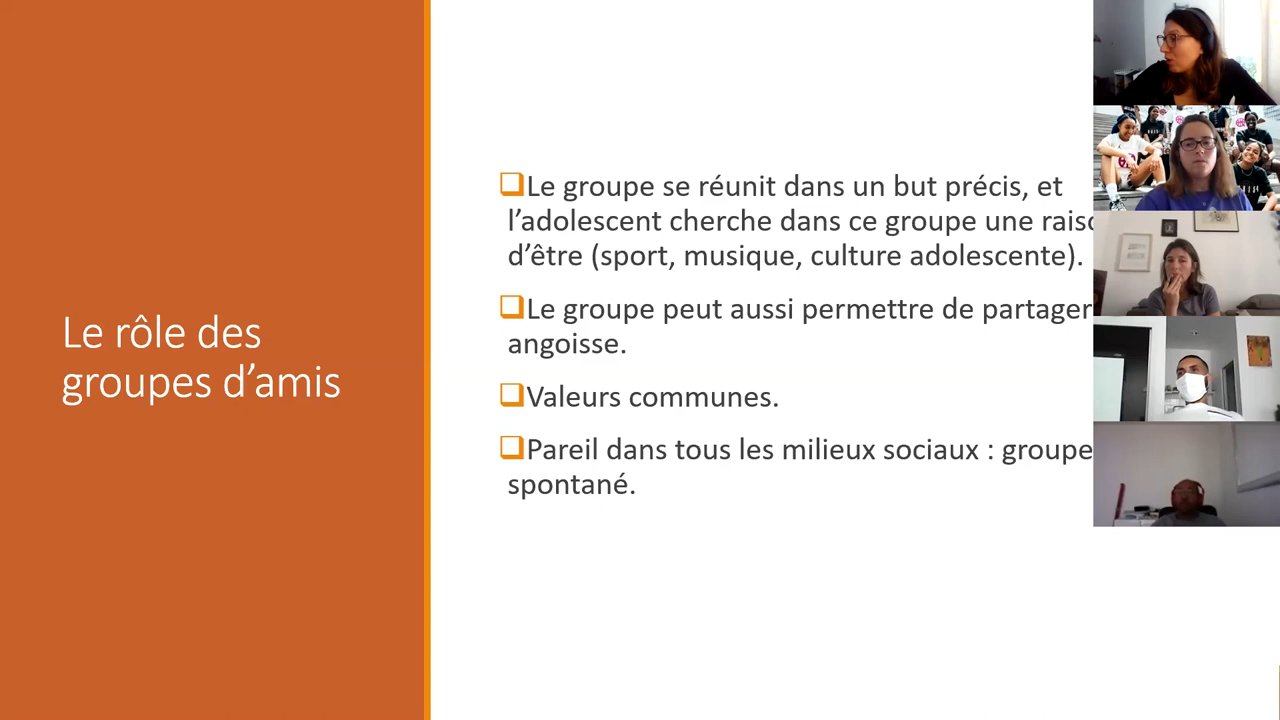 Le rôle des
groupes d’amis
Le groupe se réunit dans un but précis, et
l’adolescent cherche dans ce groupe une
d’être (sport, musique, culture adolescente).
Le groupe peut aussi permettre de partager
angoisse.
Valeurs communes.
Pareil dans tous les milieux sociaux : groupe
spontané.